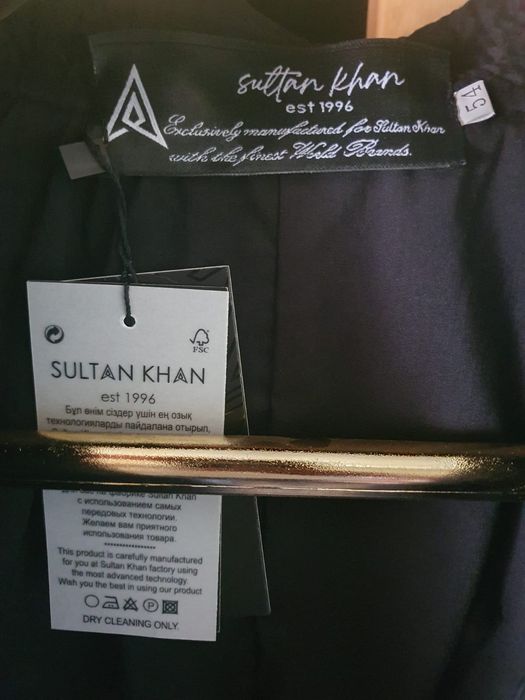 sultan khan
est 1996
Exclusively manufactured for Sultan Khan
with the finest World Brands.
54
FSC
SULTAN KHAN
est 1996
Бұл өнім сіздер үшін ең озық
технологияларды пайдалана отырып,
Sultan Khan
с использованием самых
передовых технологии.
Желаем вам приятного
использования товара.
****************
This product is carefully manufactured
for you at Sultan Khan factory using
the most advanced technology.
Wish you the best in using our product
P
DRY CLEANING ONLY.